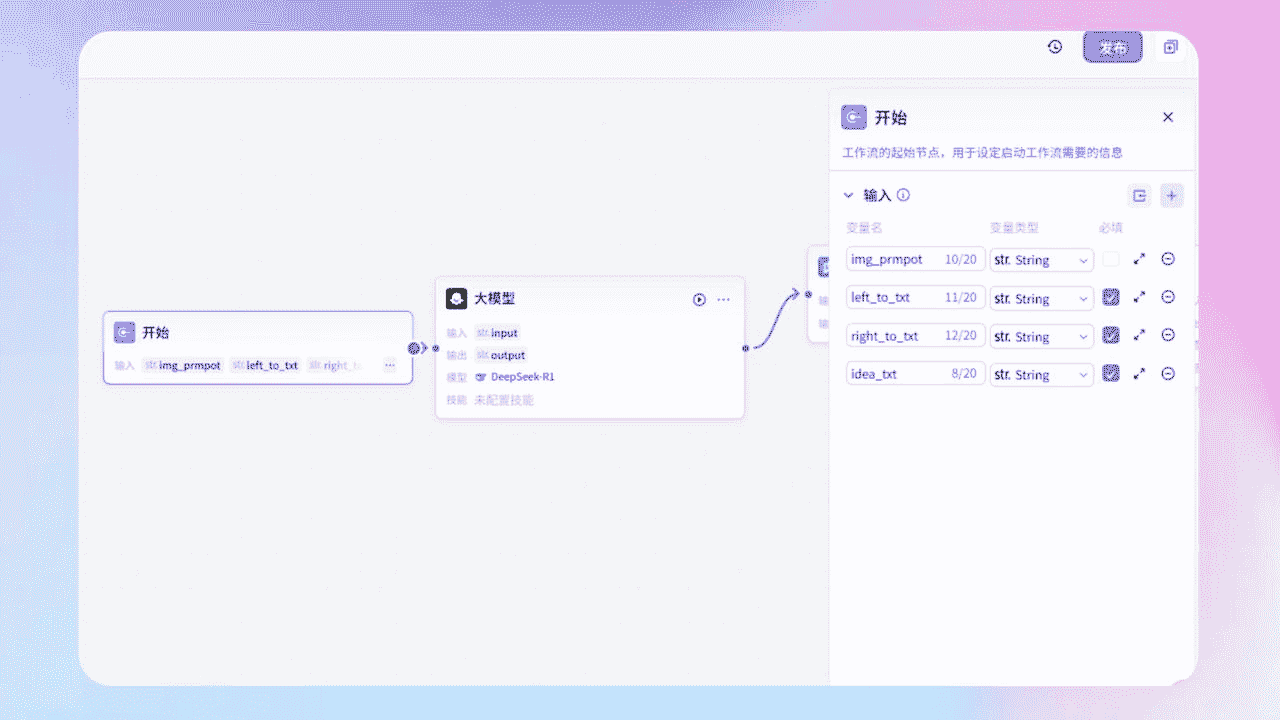 发布
开始
工作流的起始节点，用于设定启动工作流需要的信息
输入
变量名 变量类型 必填
img_prmpot 10/20 str. String
left_to_txt 11/20 str. String
right_to_txt 12/20 str. String
idea_txt 8/20 str. String
开始
输入 str. img_prmpot str. left_to_txt str. right_to
大模型
输入 str. input
输出 str. output
模型 DeepSeek-R1
技能 未配置技能
输
输